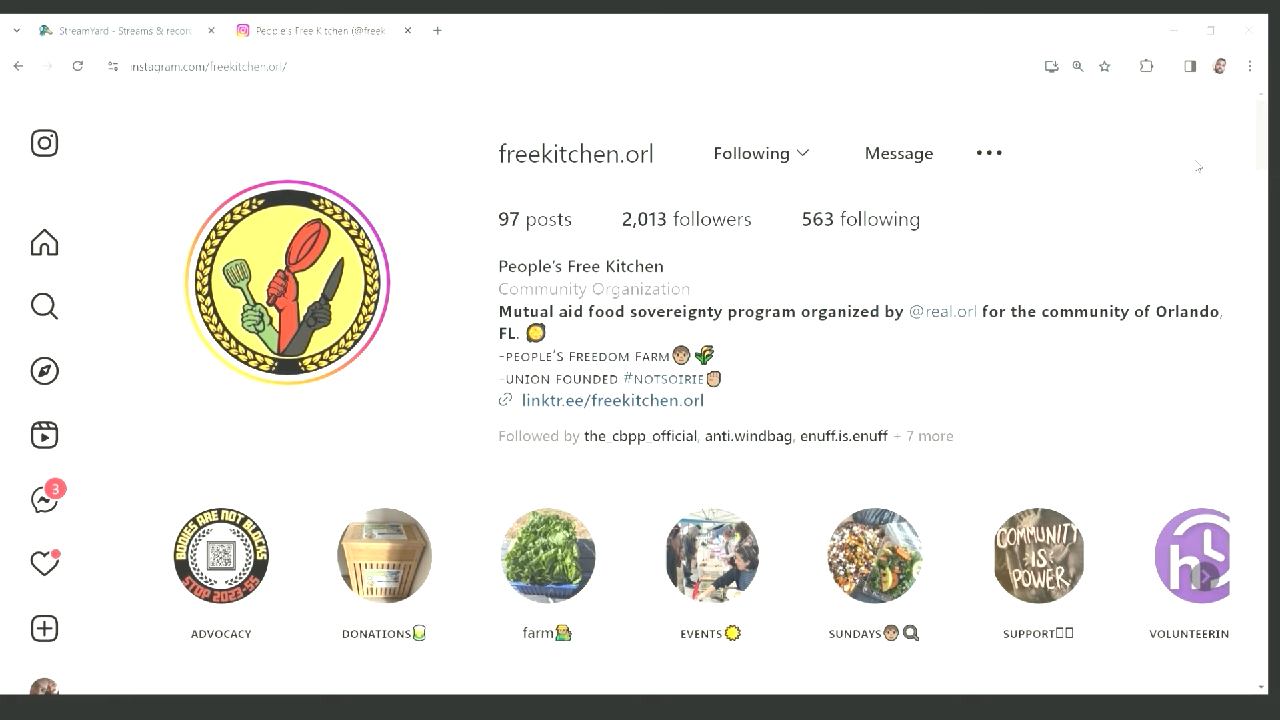 StreamYard - Streams & record
People's Free Kitchen (@freek
instagram.com/freekitchen.orl/
freekitchen.orl
Following
Message
97 posts
2,013 followers
563 following
People's Free Kitchen
Community Organization
Mutual aid food sovereignty program organized by @real.orl for the community of Orlando,
FL.
-PEOPLE'S FREEDOM FARM
-UNION FOUNDED #NOTSOIRIE
linktr.ee/freekitchen.orl
Followed by the_cbpp_official, anti.windbag, enuff.is.enuff + 7 more
3
BODIES ARE NOT BLOCKS
STOP 2023-55
COMMUNITY
IS
POWER
h
ADVOCACY
DONATIONS
farm
EVENTS
SUNDAYS
SUPPORT
VOLUNTEERIN